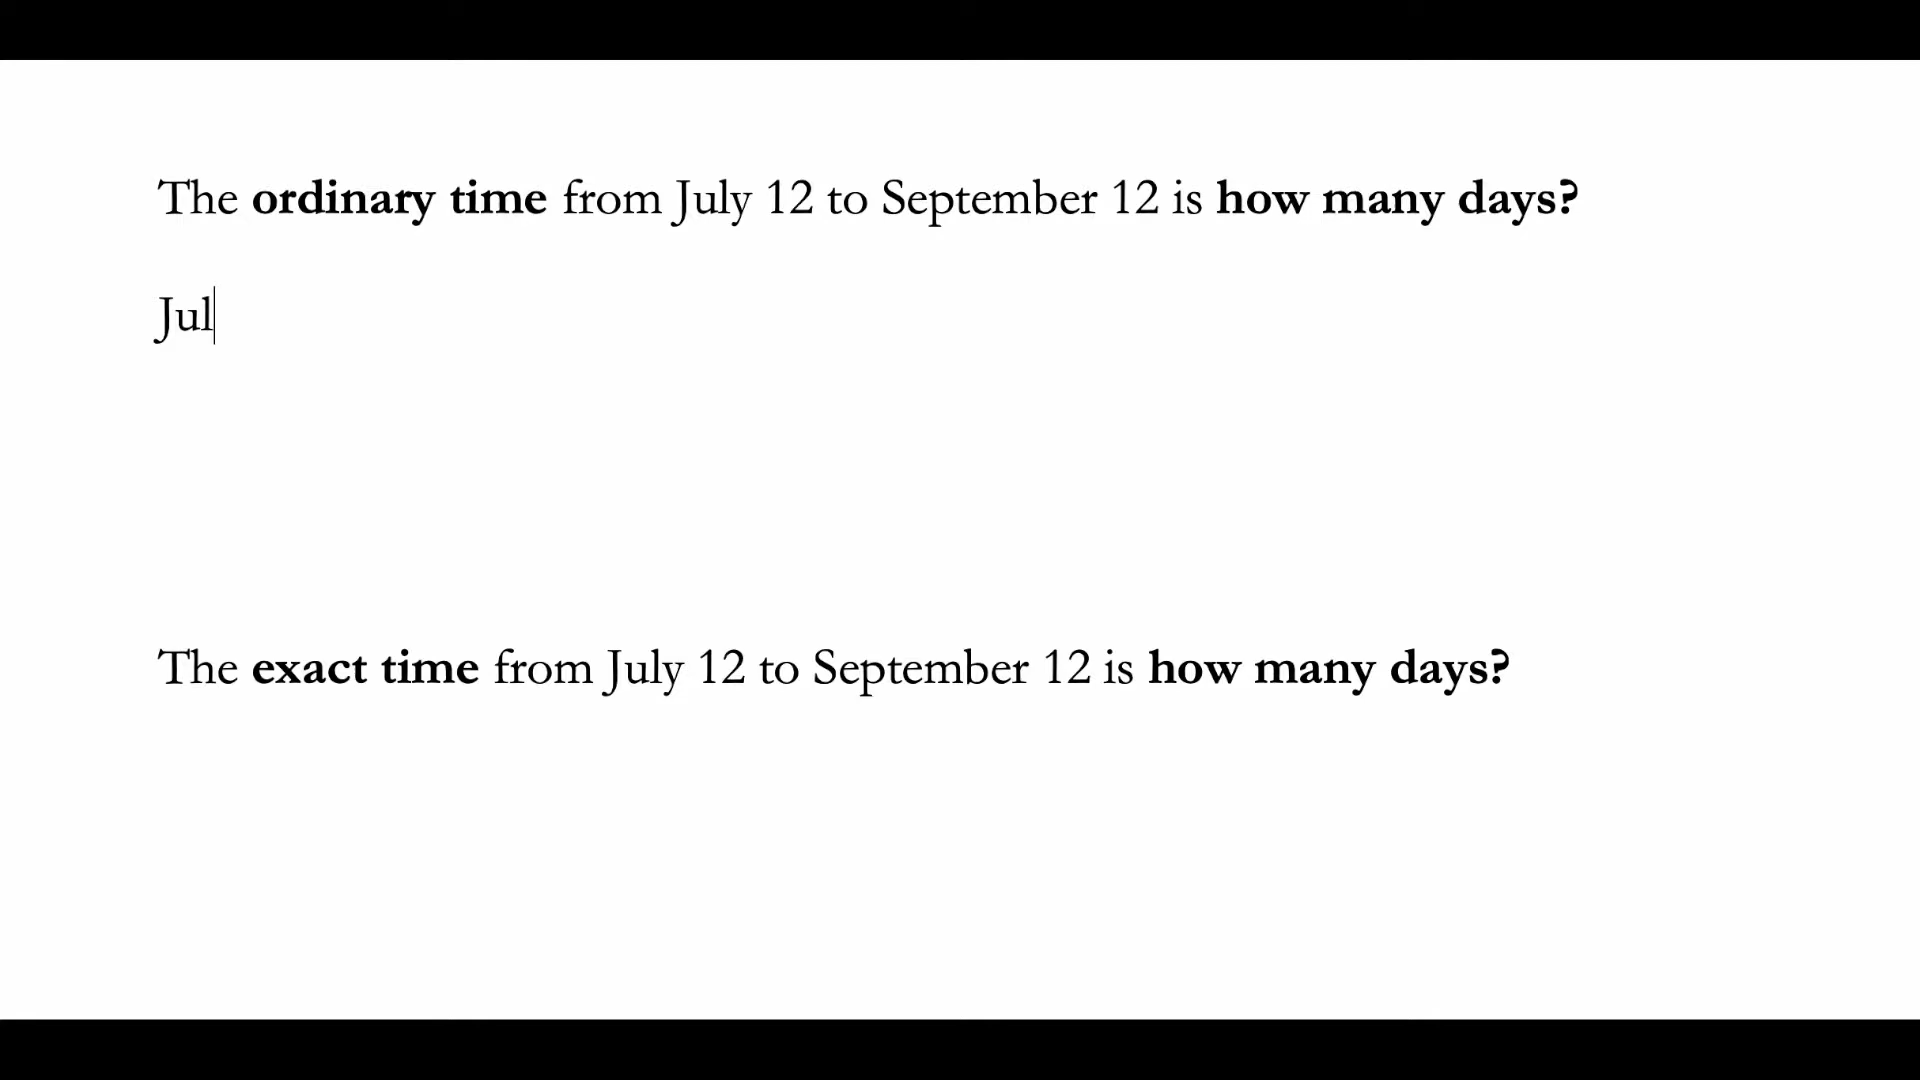 The ordinary time from July 12 to September 12 is how many days?
Jul
The exact time from July 12 to September 12 is how many days?